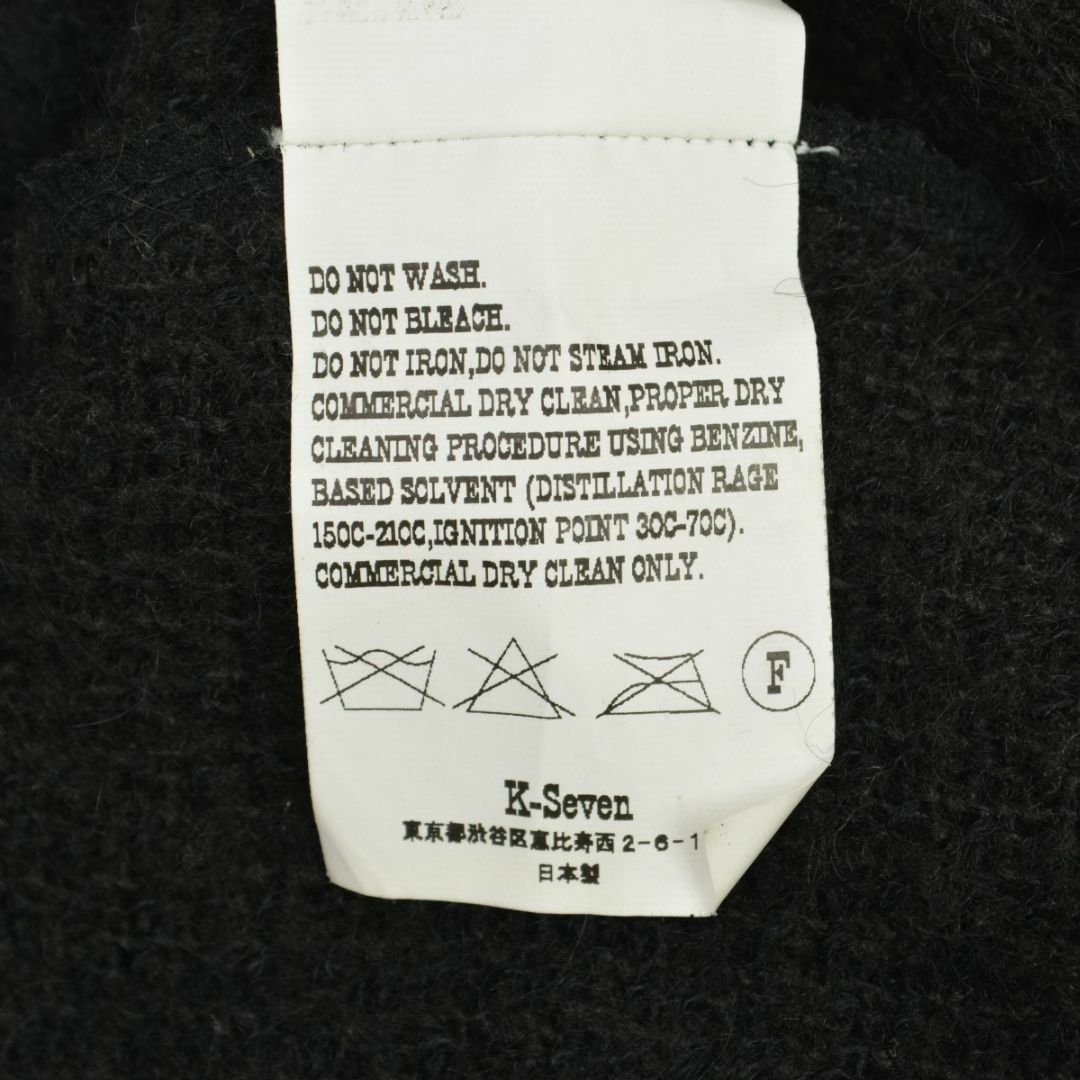 DO NOT WASH.
DO NOT BLEACH.
DO NOT IRON,DO NOT STEAM IRON.
COMMERCIAL DRY CLEAN,PROPER DRY
CLEANING PROCEDURE USING BENZINE,
BASED SOLVENT (DISTILLATION RAGE
150C-210C,IGNITION POINT 30C-70C).
COMMERCIAL DRY CLEAN ONLY.
F
K-Seven
東京都渋谷区恵比寿西2-6-1
日本製